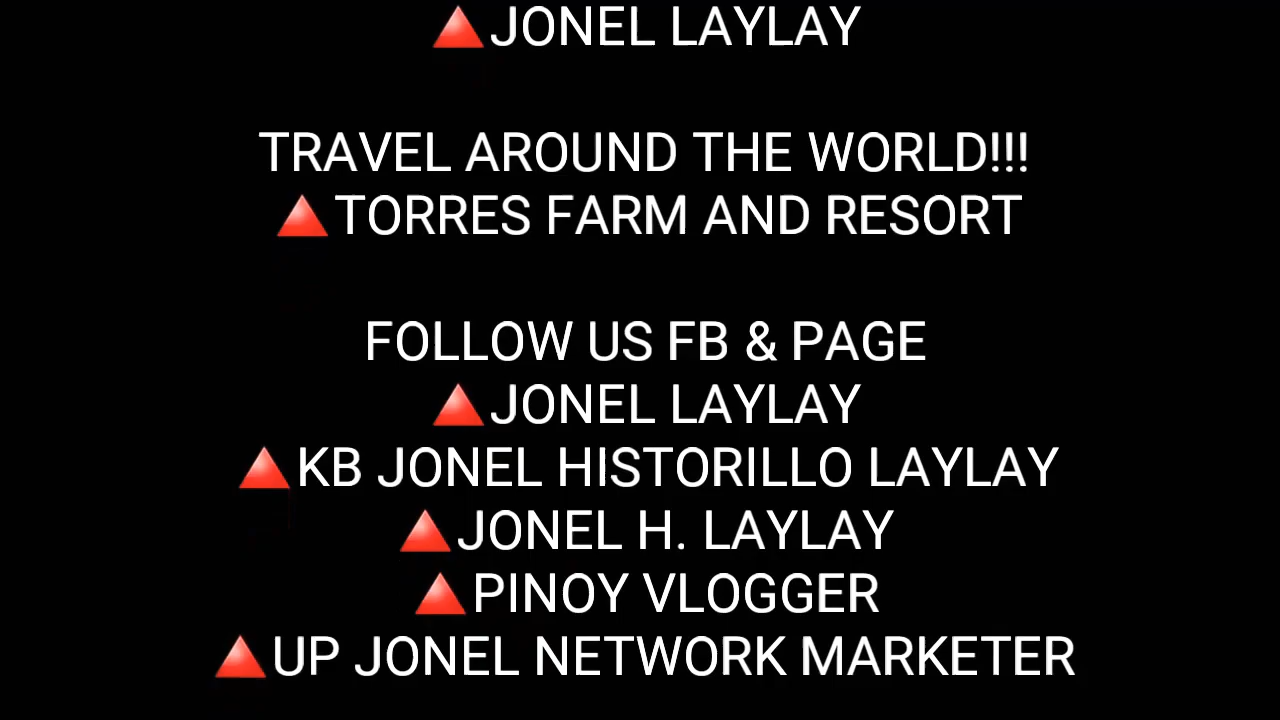 🔺JONEL LAYLAY
TRAVEL AROUND THE WORLD!!!
🔺TORRES FARM AND RESORT
FOLLOW US FB & PAGE
🔺JONEL LAYLAY
🔺KB JONEL HISTORILLO LAYLAY
🔺JONEL H. LAYLAY
🔺PINOY VLOGGER
🔺UP JONEL NETWORK MARKETER